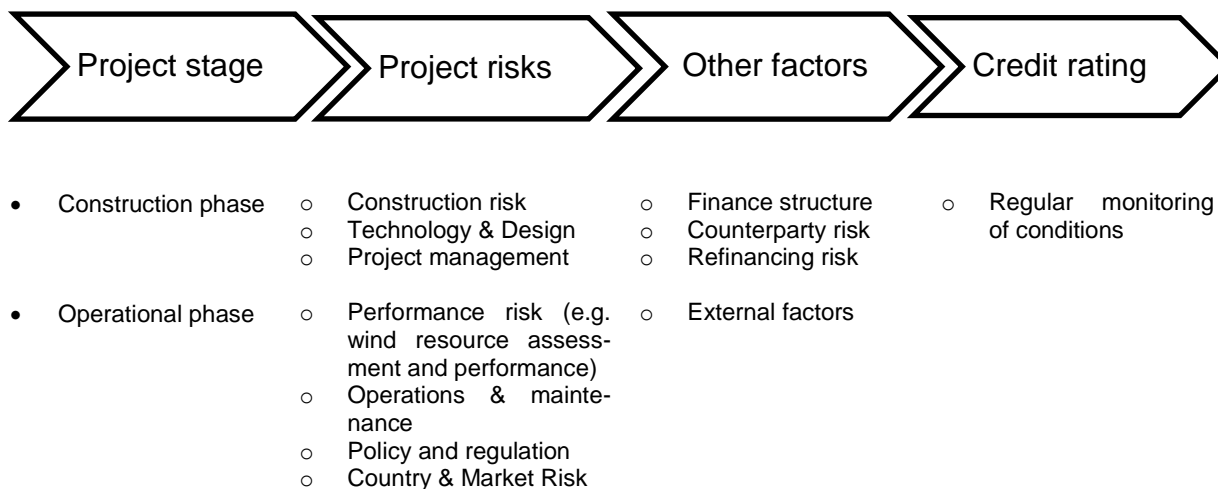 Project stage
Project risks
Other factors
Credit rating
• Construction phase
○ Construction risk
○ Technology & Design
○ Project management
○ Finance structure
○ Counterparty risk
○ Refinancing risk
○ Regular monitoring
of conditions
• Operational phase
○ Performance risk (e.g.
wind resource assess-
ment and performance)
○ Operations & mainte-
nance
○ Policy and regulation
○ Country & Market Risk
○ External factors